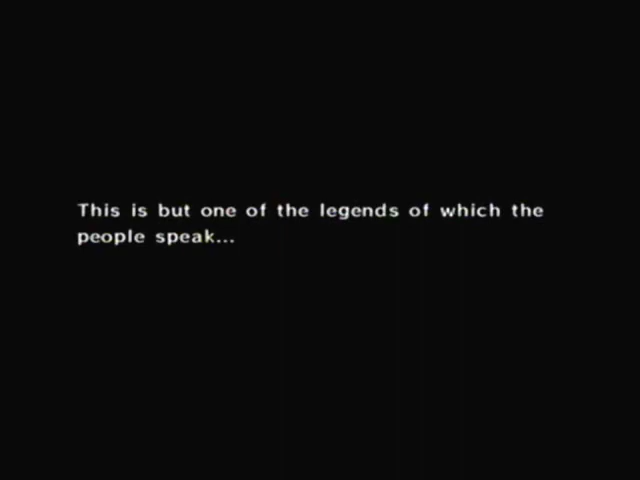 This is but one of the legends of which the
people speak...